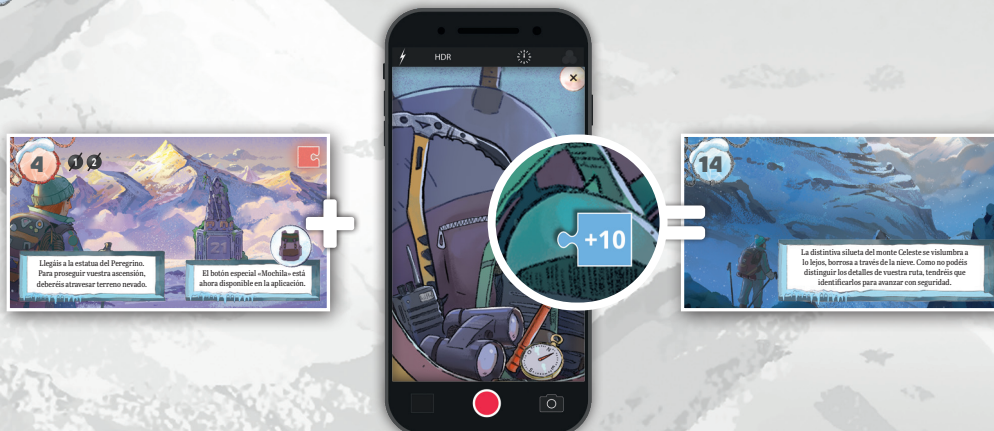 HDR
4
1 2
21
Llegáis a la estatua del Peregrino.
Para proseguir vuestra ascensión,
deberéis atravesar terreno nevado.
El botón especial «Mochila» está
ahora disponible en la aplicación.
+
+10
=
14
La distintiva silueta del monte Celeste se vislumbra a
lo lejos, borrosa a través de la nieve. Como no podéis
distinguir los detalles de vuestra ruta, tendréis que
identificarlos para avanzar con seguridad.